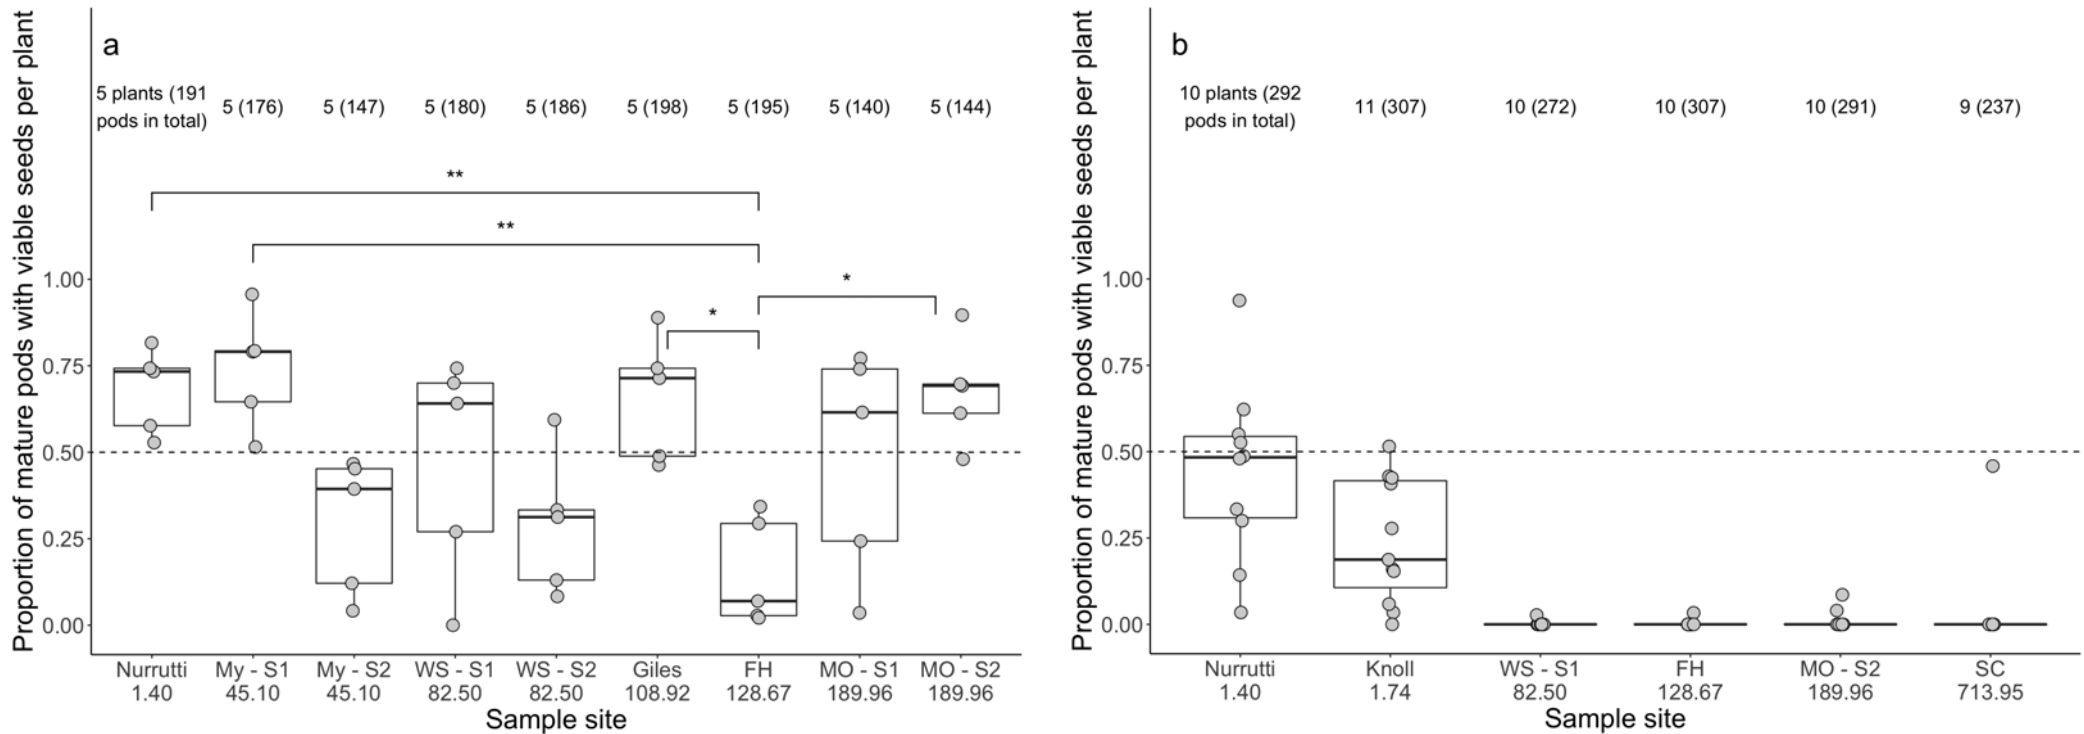 a
Proportion of mature pods with viable seeds per plant
5 plants (191
pods in total)
5 (176)
5 (147)
5 (180)
5 (186)
5 (198)
5 (195)
5 (140)
5 (144)
**
**
*
*
1.00
0.75
0.50
0.25
0.00
Nurrutti
1.40
My - S1
45.10
My - S2
45.10
WS - S1
82.50
WS - S2
82.50
Giles
108.92
FH
128.67
MO - S1
189.96
MO - S2
189.96
Sample site
b
Proportion of mature pods with viable seeds per plant
10 plants (292
pods in total)
11 (307)
10 (272)
10 (307)
10 (291)
9 (237)
1.00
0.75
0.50
0.25
0.00
Nurrutti
1.40
Knoll
1.74
WS - S1
82.50
FH
128.67
MO - S2
189.96
SC
713.95
Sample site